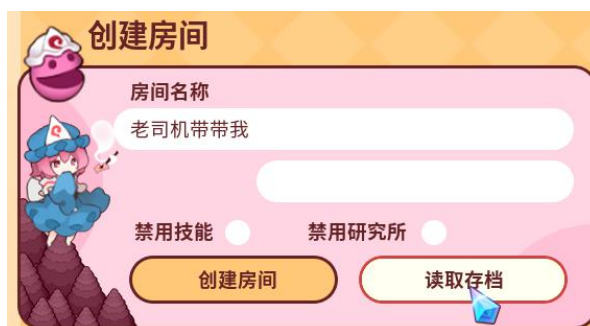 创建房间
房间名称
老司机带带我
禁用技能 禁用研究所
创建房间 读取存档